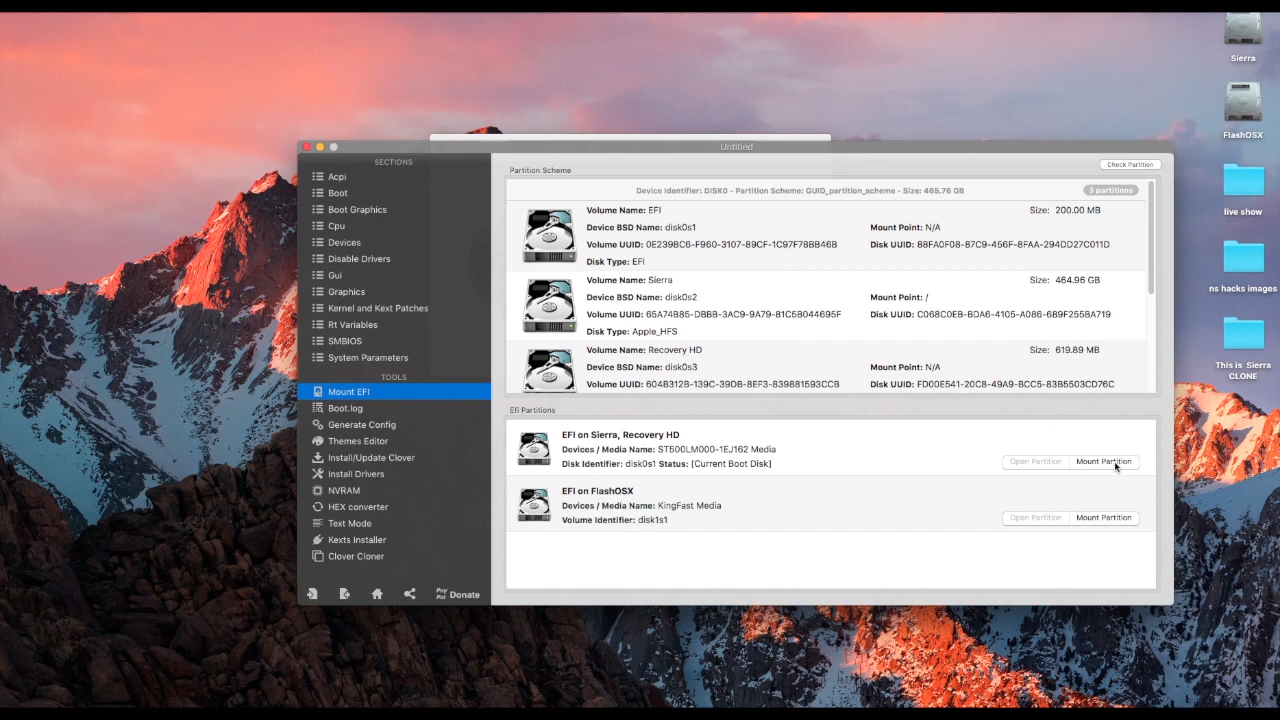 Untitled
SECTIONS
Acpi
Boot
Boot Graphics
Cpu
Devices
Disable Drivers
Gui
Graphics
Kernel and Kext Patches
Rt Variables
SMBIOS
System Parameters
TOOLS
Mount EFI
Boot.log
Generate Config
Themes Editor
Install/Update Clover
Install Drivers
NVRAM
HEX converter
Text Mode
Kexts Installer
Clover Cloner
Pay Pal Donate
Partition Scheme
Check Partition
Device Identifier: DISK0 - Partition Scheme: GUID_partition_scheme - Size: 465.76 GB
3 partitions
Volume Name: EFI Size: 200.00 MB
Device BSD Name: disk0s1 Mount Point: N/A
Volume UUID: 0E239BC6-F960-3107-89CF-1C97F78BB46B Disk UUID: 88FA0F08-87C9-456F-8FAA-294DD27C011D
Disk Type: EFI
Volume Name: Sierra Size: 464.96 GB
Device BSD Name: disk0s2 Mount Point: /
Volume UUID: 65A74B85-DBBB-3AC9-9A79-81C5B044695F Disk UUID: C068C0EB-BDA6-4105-A086-689F255BA719
Disk Type: Apple_HFS
Volume Name: Recovery HD Size: 619.89 MB
Device BSD Name: disk0s3 Mount Point: N/A
Volume UUID: 604B312B-139C-39DB-8EF3-839881593CCB Disk UUID: FD00E541-20C8-49A9-BCC5-83B5503CD76C
Efi Partitions
EFI on Sierra, Recovery HD
Devices / Media Name: ST500LM000-1EJ162 Media
Disk Identifier: disk0s1 Status: [Current Boot Disk]
Open Partition Mount Partition
EFI on FlashOSX
Devices / Media Name: KingFast Media
Volume Identifier: disk1s1
Open Partition Mount Partition
Sierra
FlashOSX
live show
ns hacks images
This is Sierra
CLONE